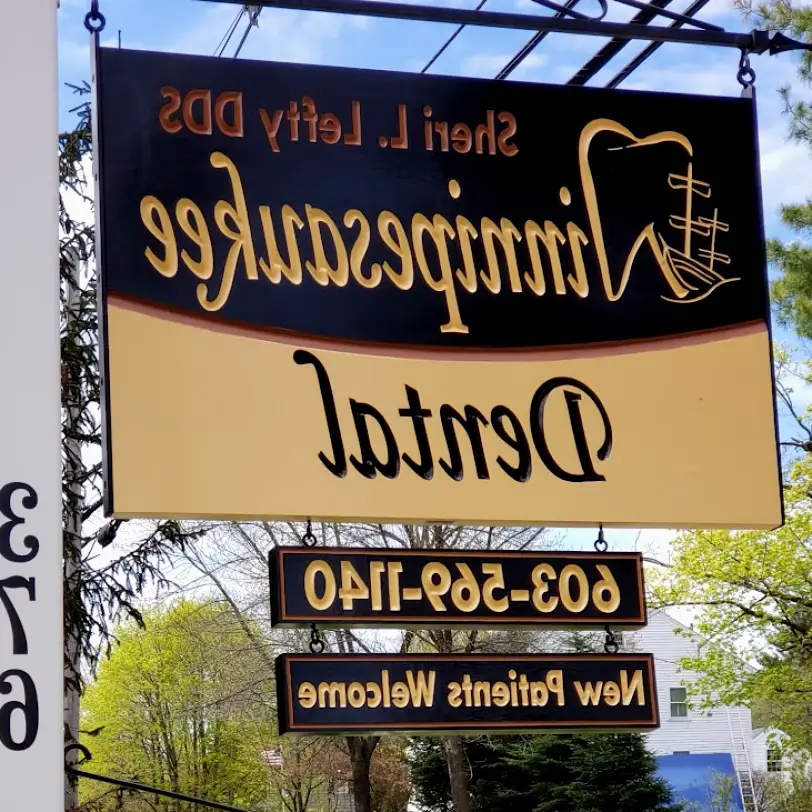 Sheri L. Lefty DDS
Winnipesaukee
Dental
603-569-1140
New Patients Welcome
376